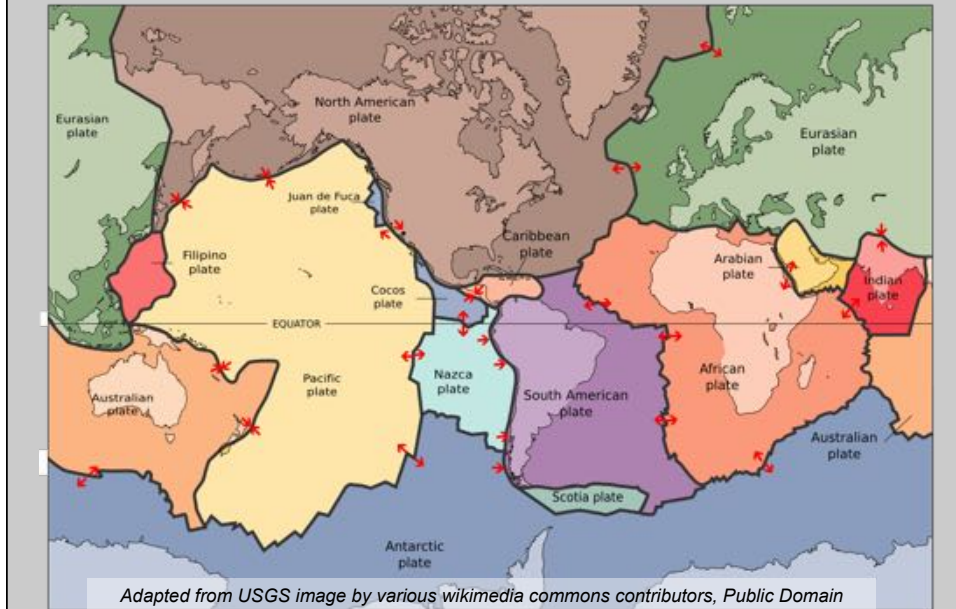 North American
plate
Eurasian
plate
Eurasian
plate
Juan de Fuca
plate
Caribbean
plate
Filipino
plate
Arabian
plate
Indian
plate
Cocos
plate
EQUATOR
Pacific
plate
Nazca
plate
South American
plate
African
plate
Australian
plate
Australian
plate
Scotia plate
Antarctic
plate
Adapted from USGS image by various wikimedia commons contributors, Public Domain